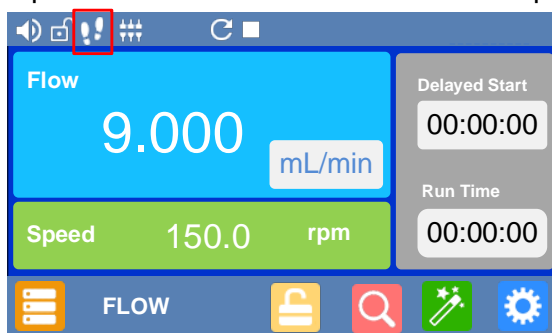 Flow
9.000
mL/min
Speed 150.0 rpm
Delayed Start
00:00:00
Run Time
00:00:00
FLOW